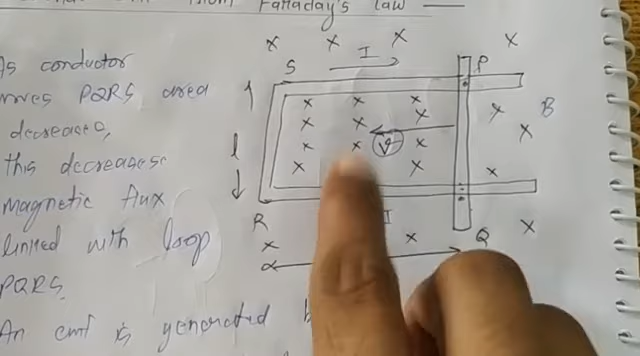 from Faraday's law
As conductor
moves PQRS area
decreases,
this decreases
magnetic flux
linked with loop
PQRS.
An emf is generated
S
I
P
B
l
v
R
I
Q